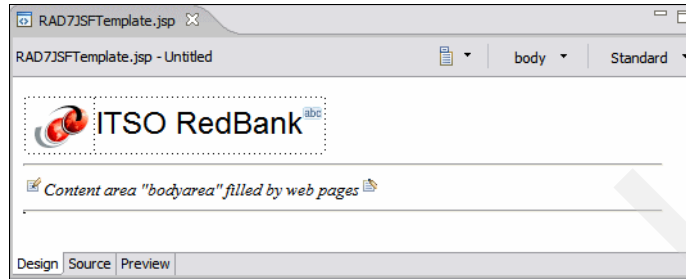 RAD7JSFTemplate.jsp
RAD7JSFTemplate.jsp - Untitled body Standard
ITSO RedBank abc
Content area "bodyarea" filled by web pages
Design Source Preview